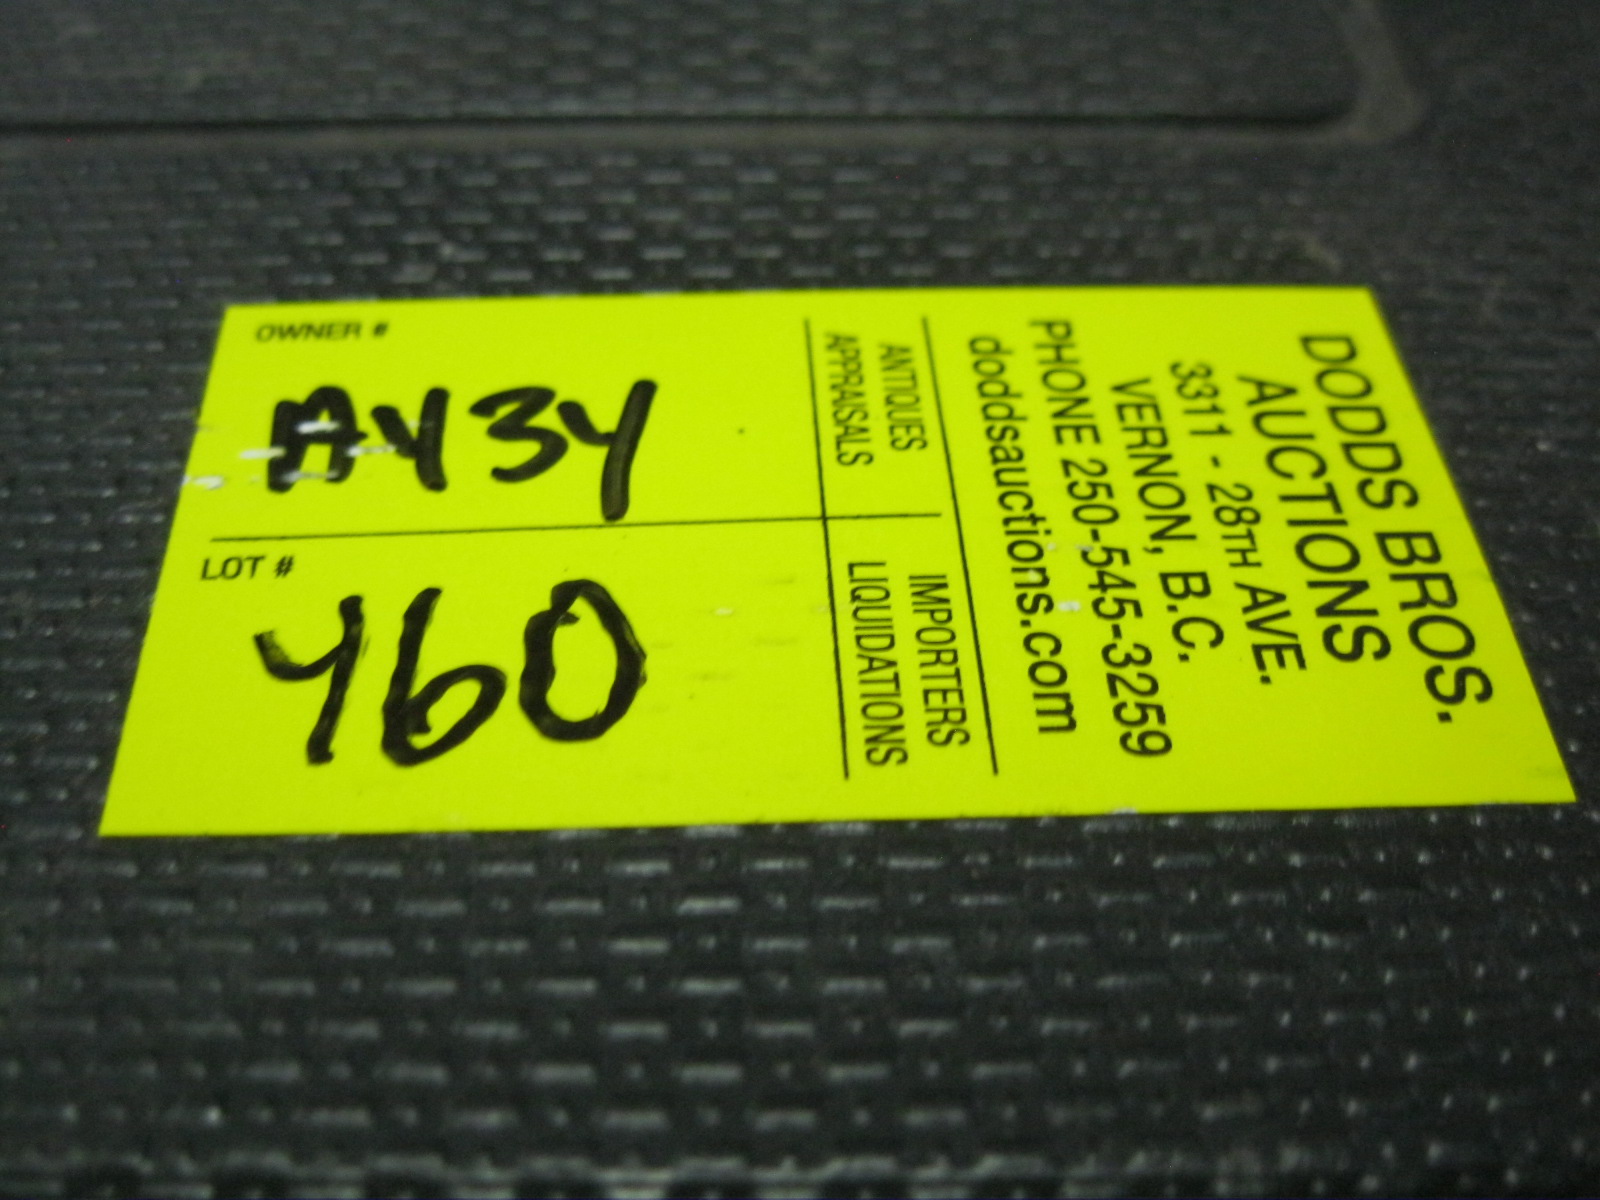 OWNER #
A434
LOT #
460
ANTIQUES
APPRAISALS
IMPORTERS
LIQUIDATIONS
DODDS BROS.
AUCTIONS
3311 - 28TH AVE.
VERNON, B.C.
PHONE 250-545-3259
doddsauctions.com